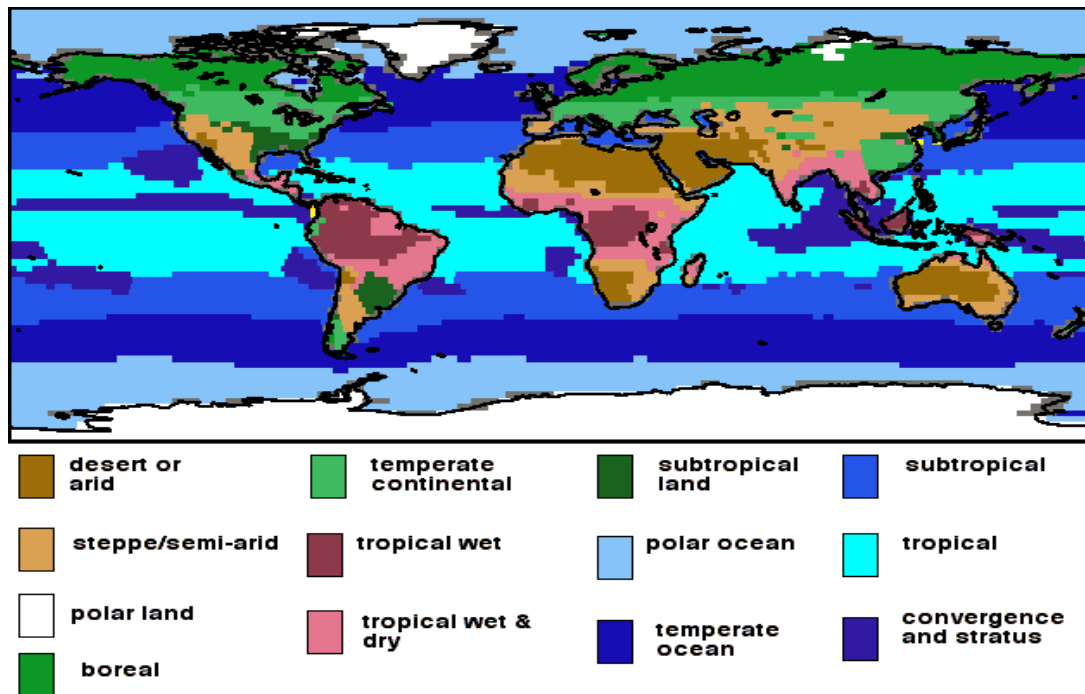 desert or
arid
temperate
continental
subtropical
land
subtropical
steppe/semi-arid
tropical wet
polar ocean
tropical
polar land
tropical wet &
dry
temperate
ocean
convergence
and stratus
boreal